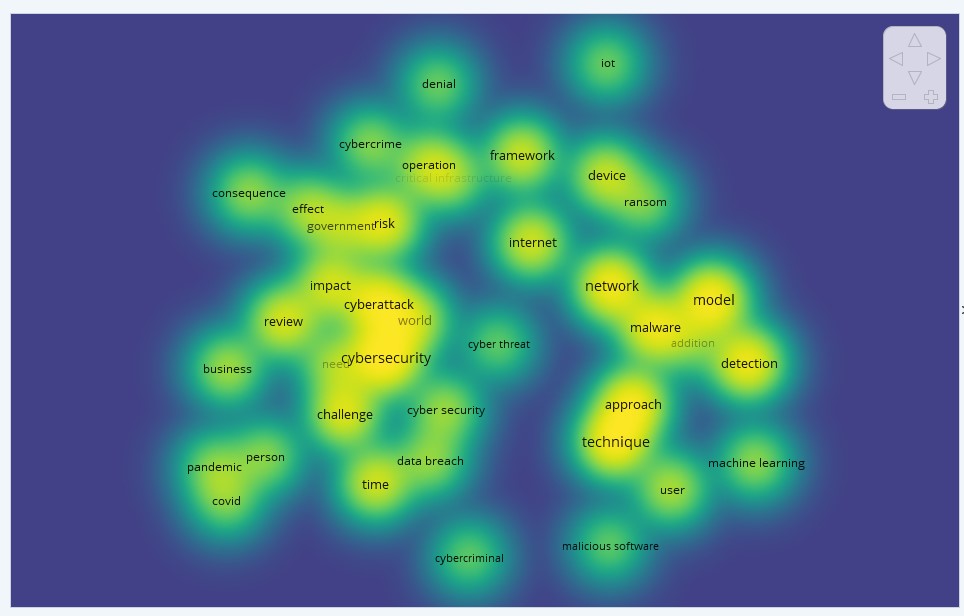 iot
denial
cybercrime
framework
operation
critical infrastructure
device
consequence
ransom
effect
government
risk
internet
impact
network
model
cyberattack
world
review
malware
addition
cyber threat
cybersecurity
need
detection
business
approach
cyber security
challenge
technique
person
data breach
pandemic
machine learning
time
user
covid
malicious software
cybercriminal